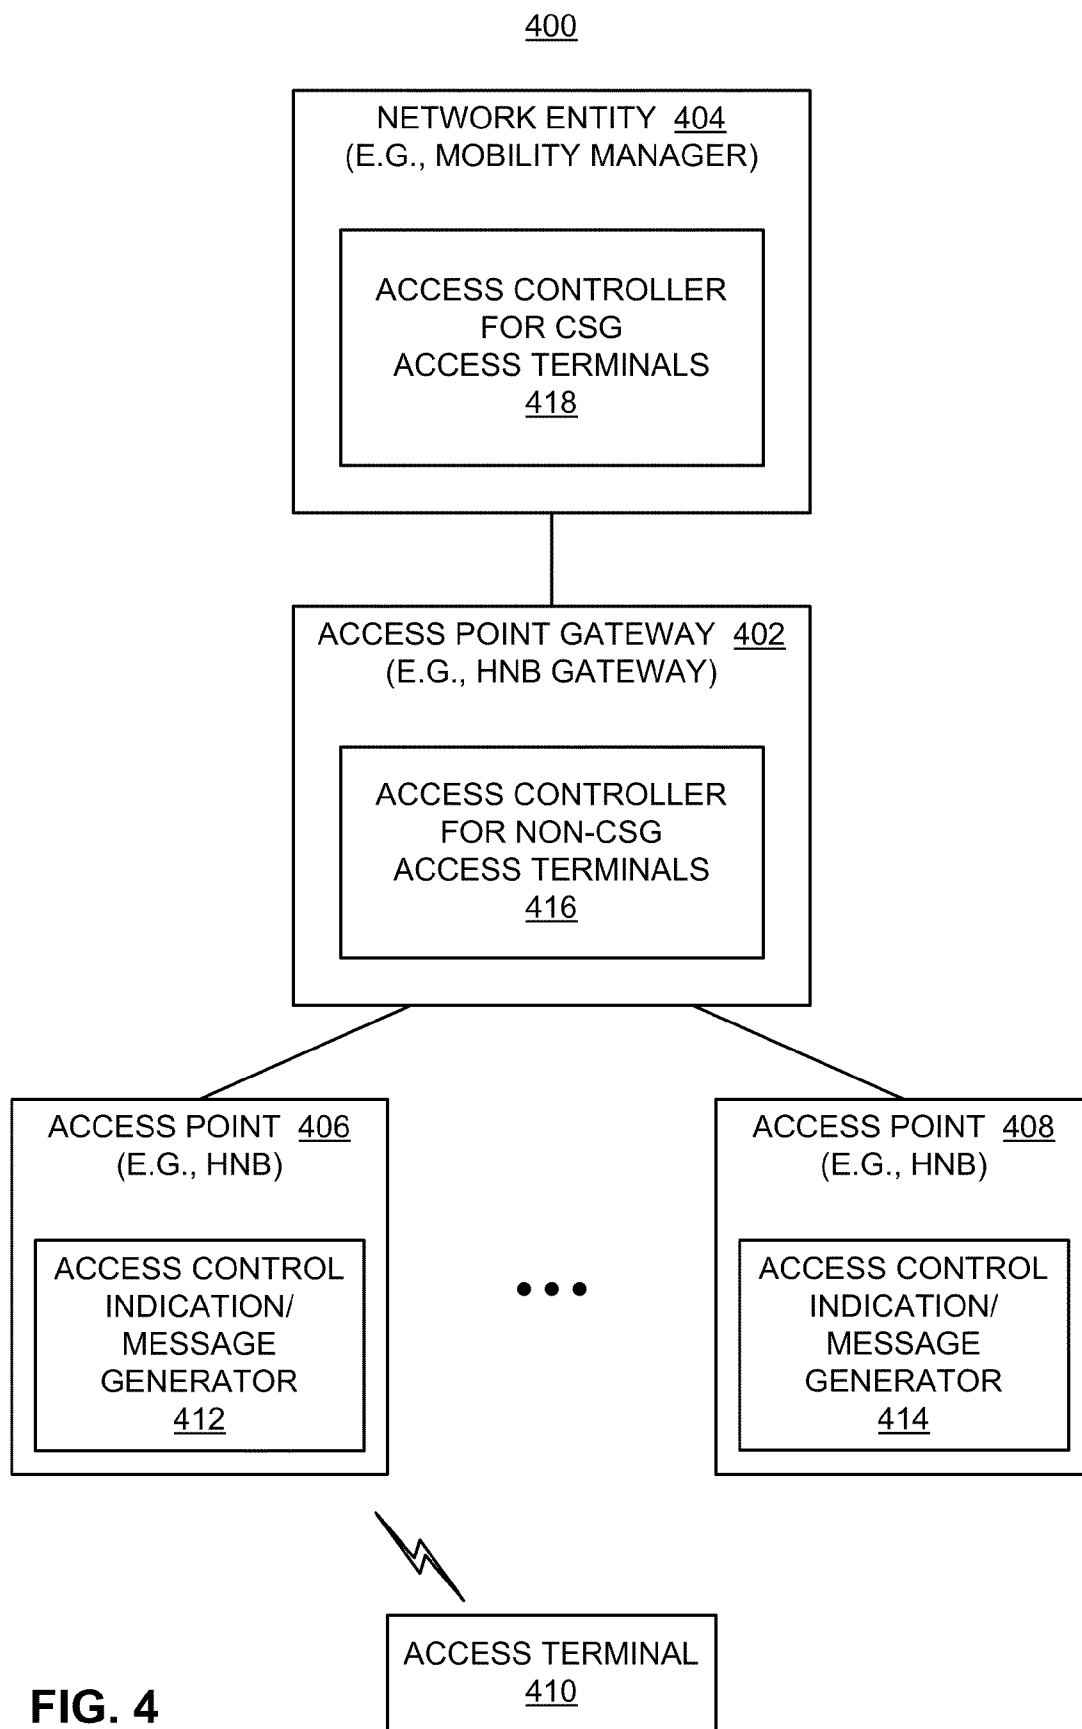 400
NETWORK ENTITY 404
(E.G., MOBILITY MANAGER)
ACCESS CONTROLLER
FOR CSG
ACCESS TERMINALS
418
ACCESS POINT GATEWAY 402
(E.G., HNB GATEWAY)
ACCESS CONTROLLER
FOR NON-CSG
ACCESS TERMINALS
416
ACCESS POINT 406
(E.G., HNB)
ACCESS CONTROL
INDICATION/
MESSAGE
GENERATOR
412
ACCESS POINT 408
(E.G., HNB)
ACCESS CONTROL
INDICATION/
MESSAGE
GENERATOR
414
ACCESS TERMINAL
410
FIG. 4